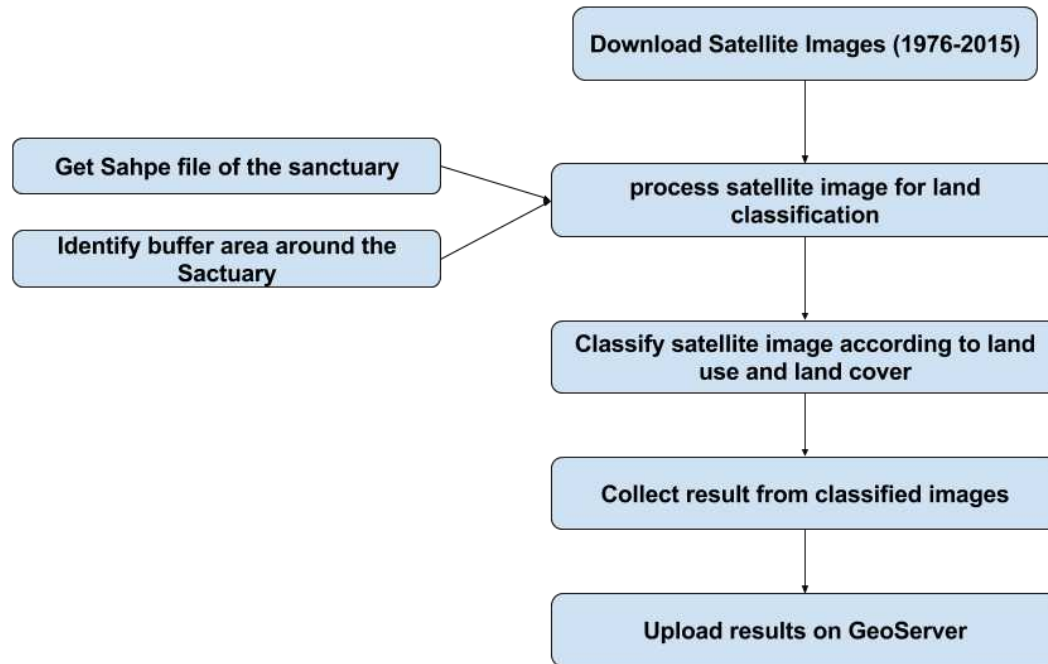 Download Satellite Images (1976-2015)
Get Sahpe file of the sanctuary
process satellite image for land
classification
Identify buffer area around the
Sactuary
Classify satellite image according to land
use and land cover
Collect result from classified images
Upload results on GeoServer